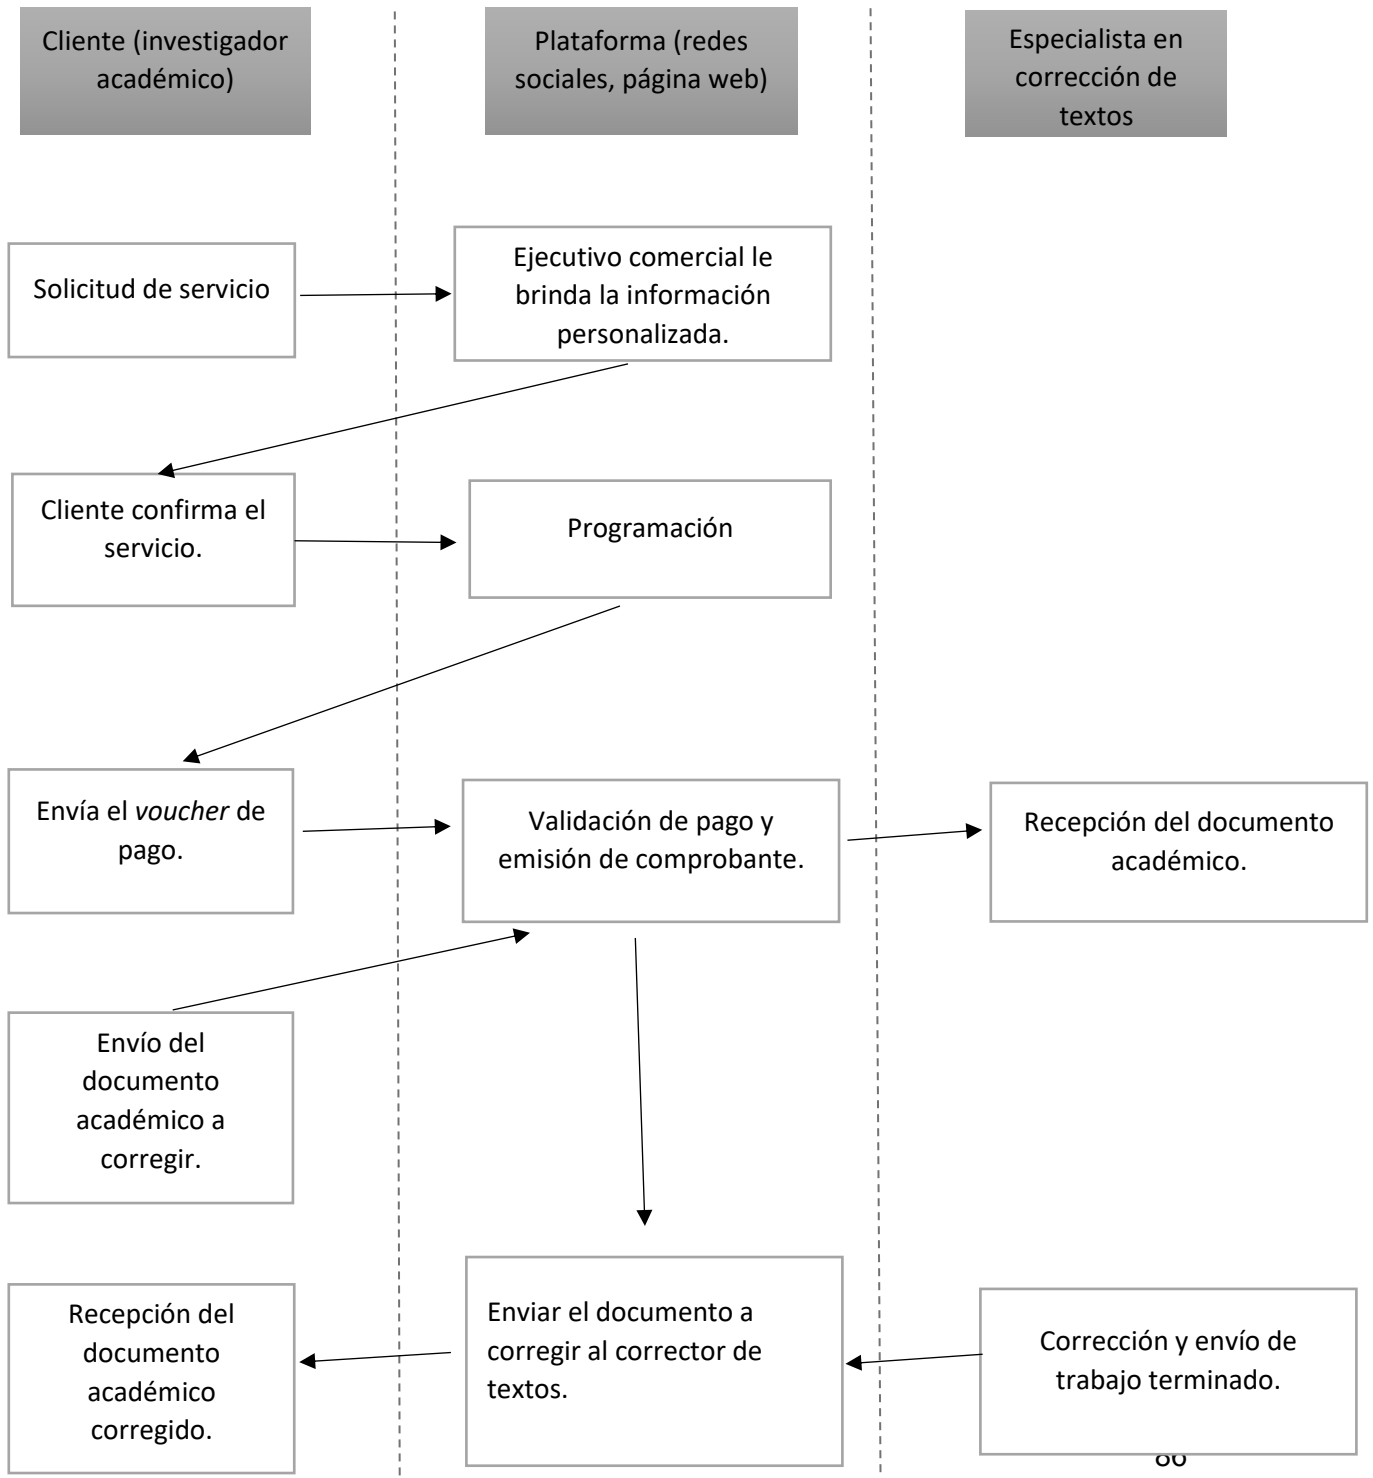 Cliente (investigador
académico)
Plataforma (redes
sociales, página web)
Especialista en
corrección de
textos
Solicitud de servicio
Ejecutivo comercial le
brinda la información
personalizada.
Cliente confirma el
servicio.
Programación
Envía el voucher de
pago.
Validación de pago y
emisión de comprobante.
Recepción del documento
académico.
Envío del
documento
académico a
corregir.
Recepción del
documento
académico
corregido.
Enviar el documento a
corregir al corrector de
textos.
Corrección y envío de
trabajo terminado.